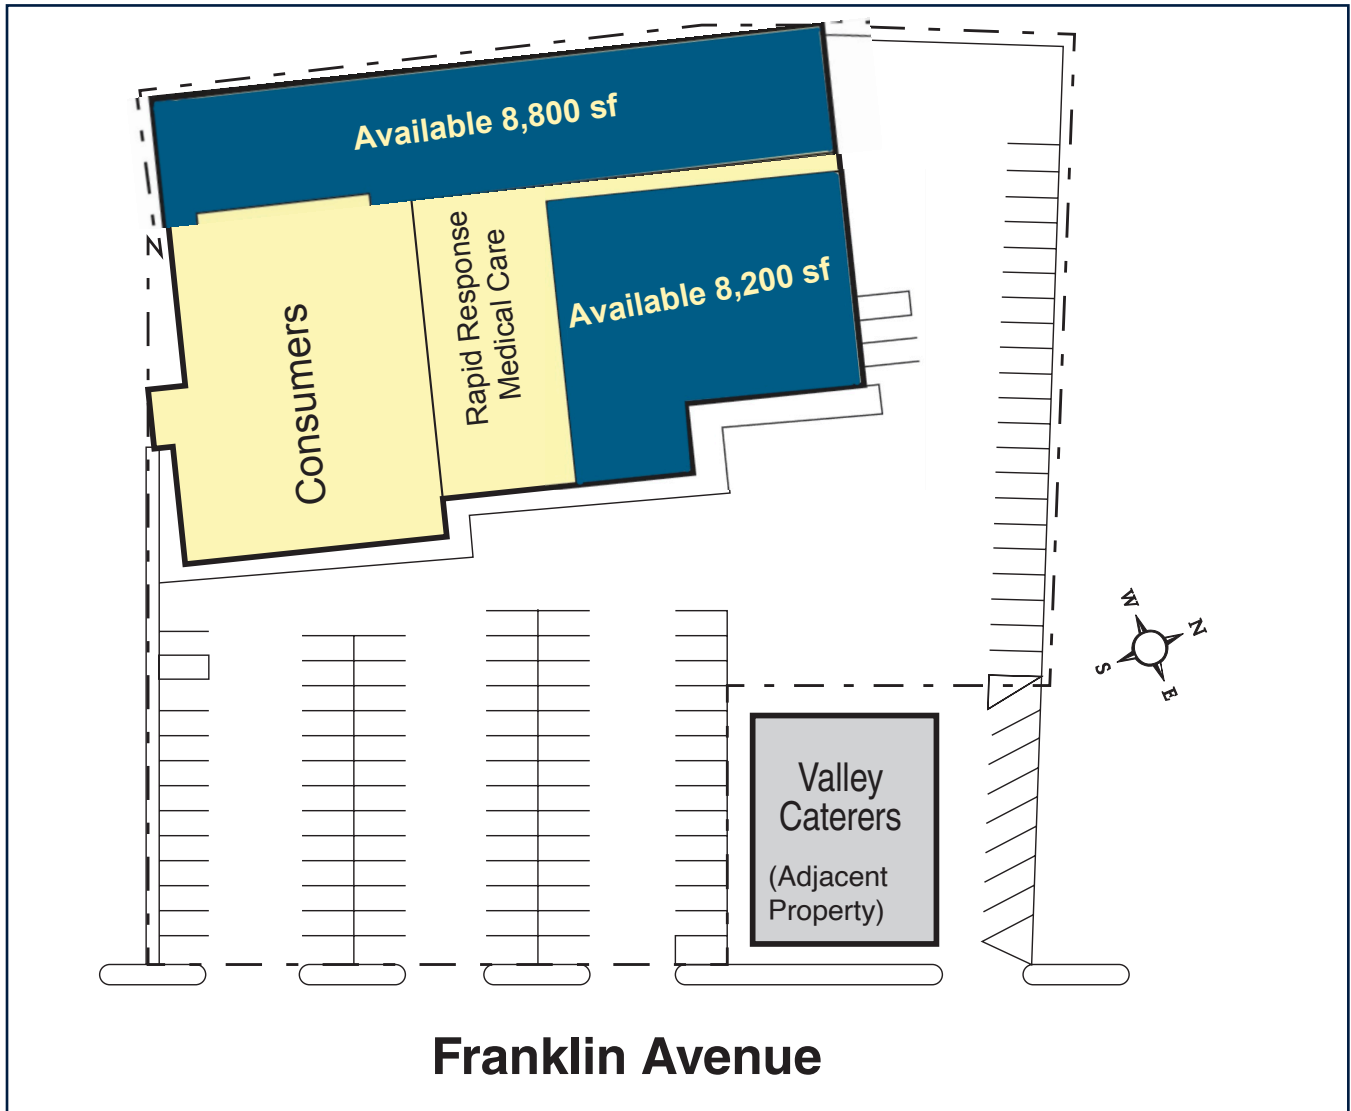 Available 8,800 sf
N
Consumers
Rapid Response
Medical Care
Available 8,200 sf
W
N
S
E
Valley
Caterers
(Adjacent
Property)
Franklin Avenue